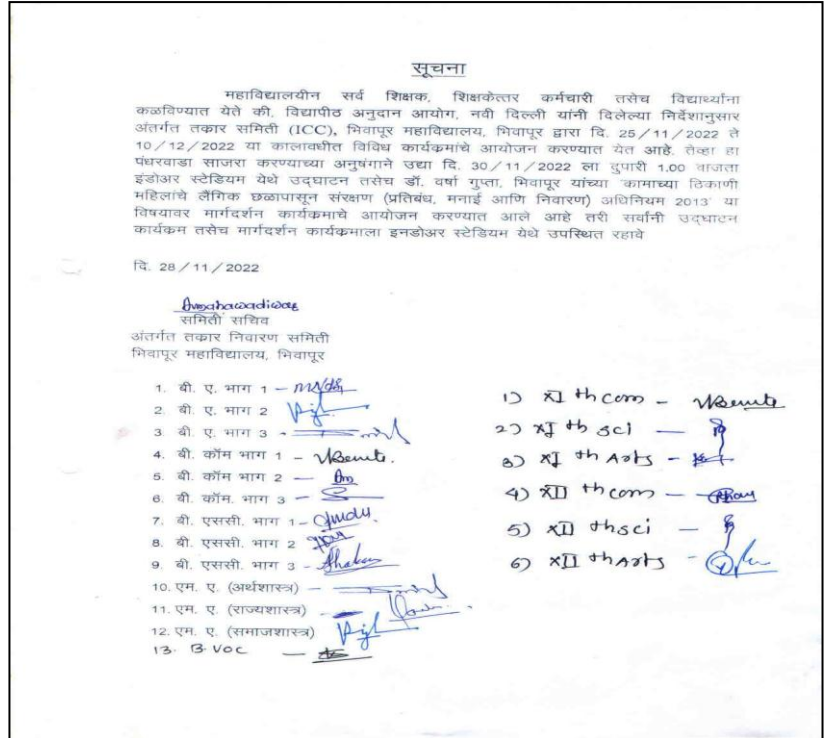 सूचना
महाविद्यालयीन सर्व शिक्षक, शिक्षकेत्तर कर्मचारी तसेच विद्यार्थ्यांना
कळविण्यात येते की, विद्यापीठ अनुदान आयोग, नवी दिल्ली यांनी दिलेल्या निर्देशानुसार
अंतर्गत तक्रार समिती (ICC), भिवापूर महाविद्यालय, भिवापूर द्वारा दि. 25/11/2022 ते
10/12/2022 या कालावधीत विविध कार्यक्रमांचे आयोजन करण्यात येत आहे. तेव्हा हा
पंधरवाडा साजरा करण्याच्या अनुषंगाने उद्या दि. 30/11/2022 ला दुपारी 1.00 वाजता
इंडोअर स्टेडियम येथे उद्घाटन तसेच डॉ. वर्षा गुप्ता, भिवापूर यांच्या 'कामाच्या ठिकाणी
महिलांचे लैंगिक छळापासून संरक्षण (प्रतिबंध, मनाई आणि निवारण) अधिनियम 2013' या
विषयावर मार्गदर्शन कार्यक्रमाचे आयोजन करण्यात आले आहे तरी सर्वांनी उद्घाटन
कार्यक्रम तसेच मार्गदर्शन कार्यक्रमाला इनडोअर स्टेडियम येथे उपस्थित रहावे
दि. 28/11/2022
समिती सचिव
अंतर्गत तक्रार निवारण समिती
भिवापूर महाविद्यालय, भिवापूर
1. बी. ए. भाग 1 –
2. बी. ए. भाग 2
3. बी. ए. भाग 3 -
4. बी. कॉम भाग 1 –
5. बी. कॉम भाग 2 –
6. बी. कॉम. भाग 3 –
7. बी. एससी. भाग 1 –
8. बी. एससी. भाग 2
9. बी. एससी. भाग 3 –
10. एम. ए. (अर्थशास्त्र) –
11. एम. ए. (राज्यशास्त्र) –
12. एम. ए. (समाजशास्त्र)
13. B.VOC —
1) XI th com –
2) XI th sci —
3) XI th Arts –
4) XII th com –
5) XII th sci –
6) XII th Arts –